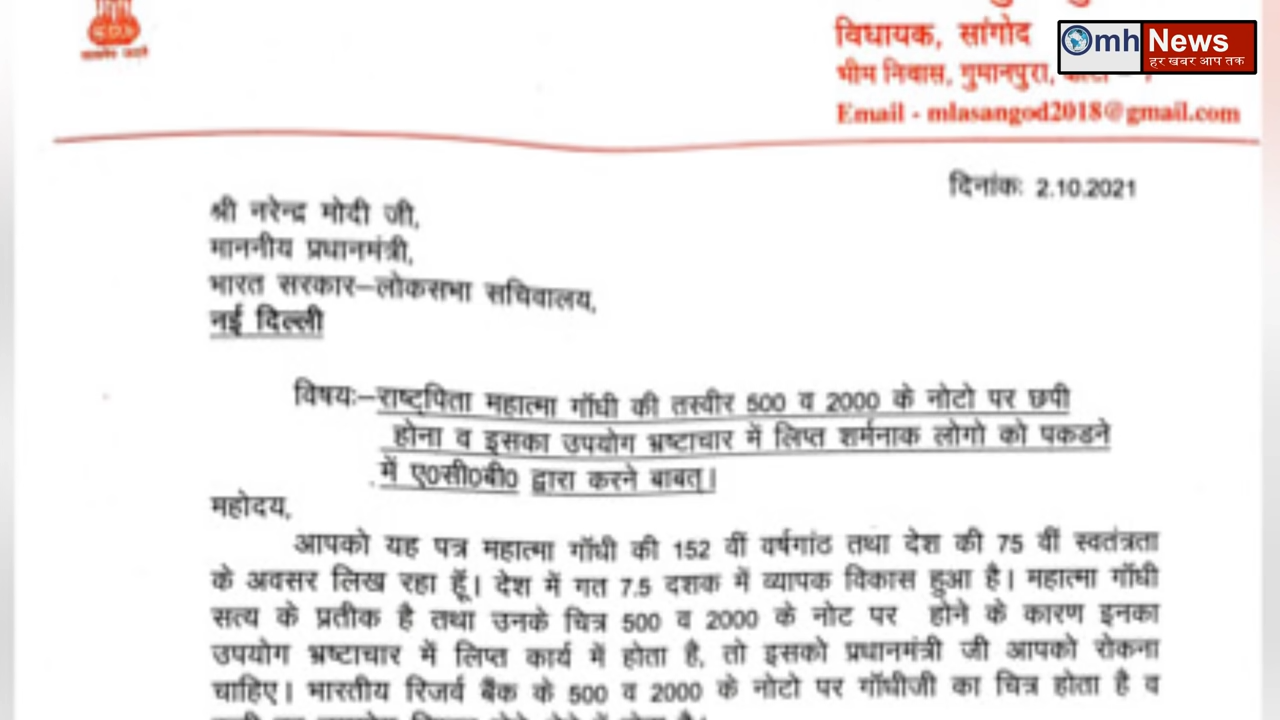 विधायक, सांगोद
Omh News
हर खबर आप तक
भीम निवास, गुमानपुरा,
Email - mlasangod2018@gmail.com
दिनांकः 2.10.2021
श्री नरेन्द्र मोदी जी,
माननीय प्रधानमंत्री,
भारत सरकार–लोकसभा सचिवालय,
नई दिल्ली
विषयः–राष्ट्पिता महात्मा गॉधी की तस्वीर 500 व 2000 के नोटो पर छपी
होना व इसका उपयोग भ्रष्टाचार में लिप्त शर्मनाक लोगो को पकडने
में ए0सी0बी0 द्वारा करने बाबत्।
महोदय,
आपको यह पत्र महात्मा गॉधी की 152 वीं वर्षगांठ तथा देश की 75 वीं स्वतंत्रता
के अवसर लिख रहा हूॅ। देश में गत 7.5 दशक में व्यापक विकास हुआ है। महात्मा गॉधी
सत्य के प्रतीक है तथा उनके चित्र 500 व 2000 के नोट पर होने के कारण इनका
उपयोग भ्रष्टाचार में लिप्त कार्य में होता है, तो इसको प्रधानमंत्री जी आपको रोकना
चाहिए। भारतीय रिजर्व बैंक के 500 व 2000 के नोटो पर गॉधीजी का चित्र होता है व